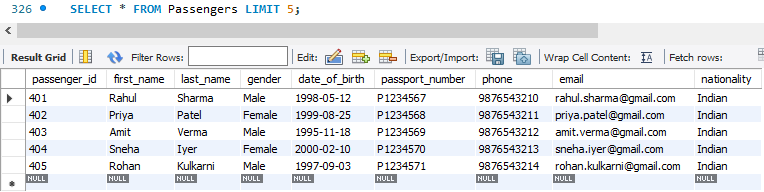 326 SELECT * FROM Passengers LIMIT 5;
Result Grid Filter Rows: Edit: Export/Import: Wrap Cell Content: IA Fetch rows:
passenger_id first_name last_name gender date_of_birth passport_number phone email nationality
401 Rahul Sharma Male 1998-05-12 P1234567 9876543210 rahul.sharma@gmail.com Indian
402 Priya Patel Female 1999-08-25 P1234568 9876543211 priya.patel@gmail.com Indian
403 Amit Verma Male 1995-11-18 P1234569 9876543212 amit.verma@gmail.com Indian
404 Sneha Iyer Female 2000-02-10 P1234570 9876543213 sneha.iyer@gmail.com Indian
405 Rohan Kulkarni Male 1997-09-03 P1234571 9876543214 rohan.kulkarni@gmail.com Indian
NULL NULL NULL NULL NULL NULL NULL NULL NULL